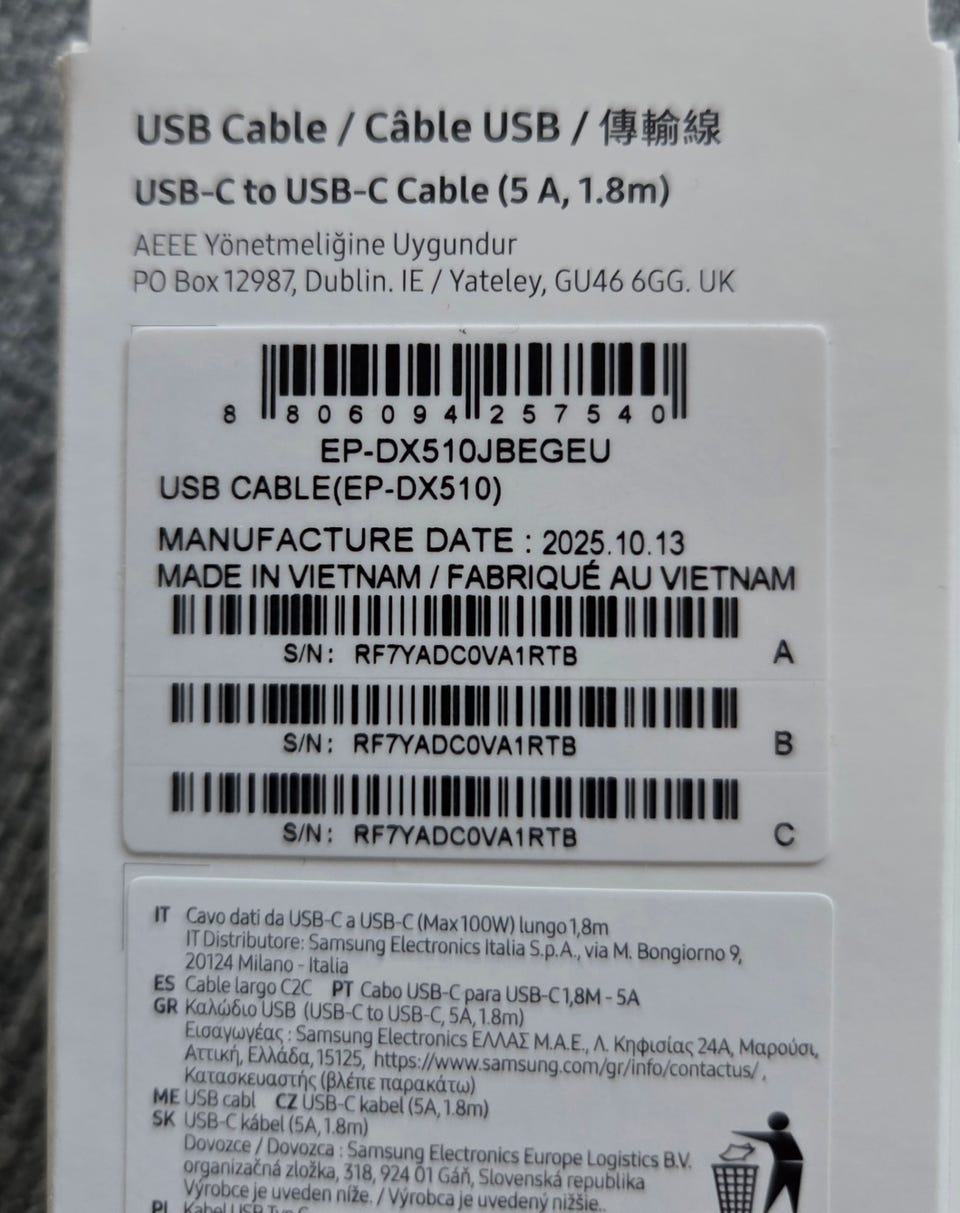 USB Cable / Câble USB / 傳輸線
USB-C to USB-C Cable (5 A, 1.8m)
AEEE Yönetmeliğine Uygundur
PO Box 12987, Dublin. IE / Yateley, GU46 6GG. UK
8 806094 257540
EP-DX510JBEGEU
USB CABLE(EP-DX510)
MANUFACTURE DATE : 2025.10.13
MADE IN VIETNAM / FABRIQUÉ AU VIETNAM
S/N: RF7YADC0VA1RTB A
S/N: RF7YADC0VA1RTB B
S/N: RF7YADC0VA1RTB C
IT Cavo dati da USB-C a USB-C (Max100W) lungo 1,8m
IT Distributore: Samsung Electronics Italia S.p.A., via M. Bongiorno 9,
20124 Milano - Italia
ES Cable largo C2C PT Cabo USB-C para USB-C 1,8M - 5A
GR Καλώδιο USB (USB-C to USB-C, 5A, 1.8m)
Εισαγωγέας : Samsung Electronics ΕΛΛΑΣ Μ.Α.Ε., Λ. Κηφισίας 24Α, Μαρούσι,
Αττική, Ελλάδα, 15125, https://www.samsung.com/gr/info/contactus/ ,
Κατασκευαστής (βλέπε παρακάτω)
ME USB cabl CZ USB-C kabel (5A, 1.8m)
SK USB-C kábel (5A, 1.8m)
Dovozce / Dovozca : Samsung Electronics Europe Logistics B.V.
organizačná zložka, 318, 924 01 Gáň, Slovenská republika
Výrobce je uveden níže. / Výrobca je uvedený nižšie..
PL Kabel USB Typ C